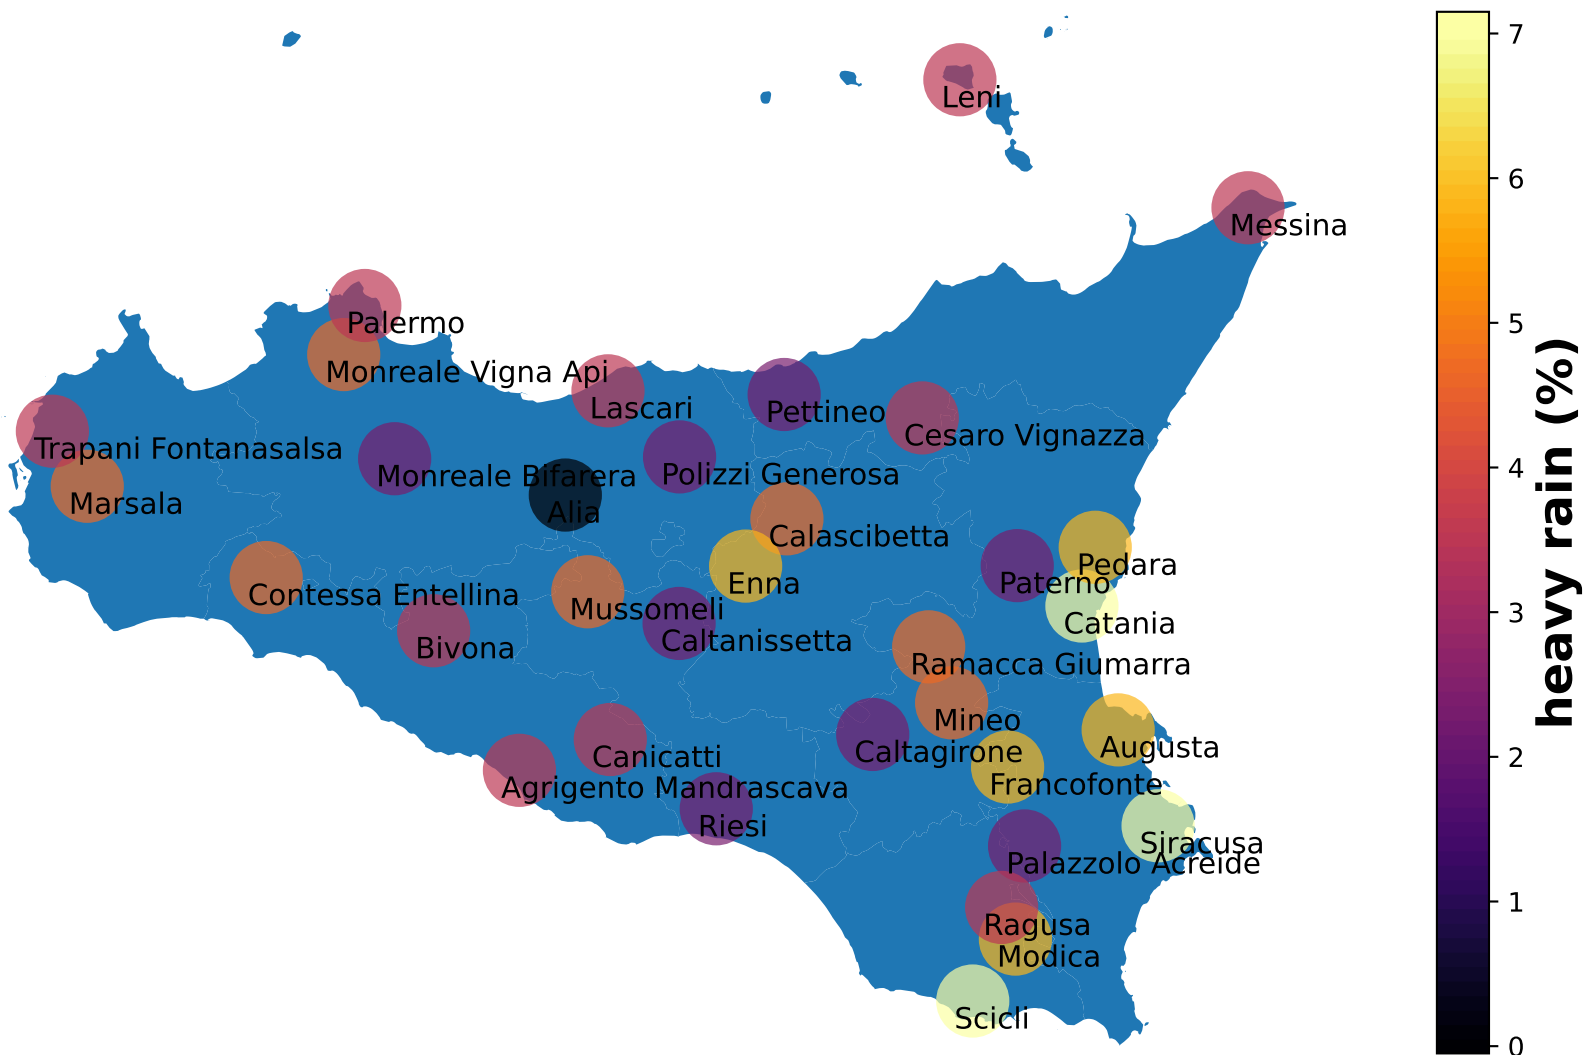 Leni
Messina
Palermo
Monreale Vigna Api
Lascari
Pettineo
Cesaro Vignazza
Trapani Fontanasalsa
Monreale Bifarera
Polizzi Generosa
Marsala
Alia
Calascibetta
Pedara
Enna
Paterno
Contessa Entellina
Mussomeli
Catania
Caltanissetta
Bivona
Ramacca Giumarra
Mineo
Augusta
Caltagirone
Canicatti
Francofonte
Agrigento Mandrascava
Riesi
Siracusa
Palazzolo Acreide
Ragusa
Modica
Scicli
7
6
5
4
3
2
1
0
heavy rain (%)